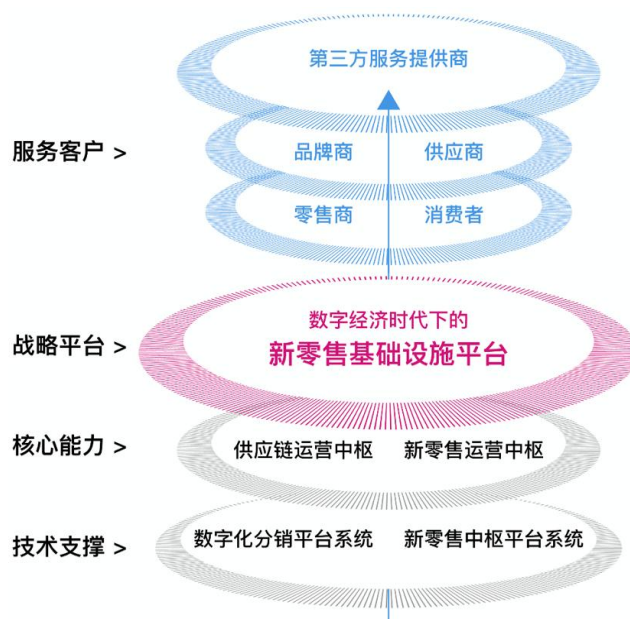 第三方服务提供商
服务客户 >
品牌商 供应商
零售商 消费者
数字经济时代下的
战略平台 >
新零售基础设施平台
核心能力 >
供应链运营中枢 新零售运营中枢
技术支撑 >
数字化分销平台系统 新零售中枢平台系统